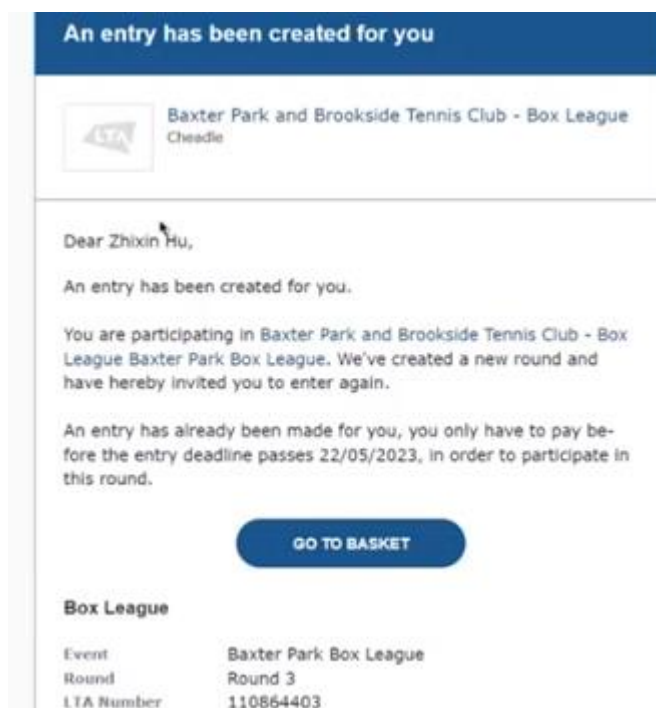 An entry has been created for you
LTA
Baxter Park and Brookside Tennis Club - Box League
Cheadle
Dear Zhixin Hu,
An entry has been created for you.
You are participating in Baxter Park and Brookside Tennis Club - Box
League Baxter Park Box League. We've created a new round and
have hereby invited you to enter again.
An entry has already been made for you, you only have to pay be-
fore the entry deadline passes 22/05/2023, in order to participate in
this round.
GO TO BASKET
Box League
Event Baxter Park Box League
Round Round 3
LTA Number 110864403